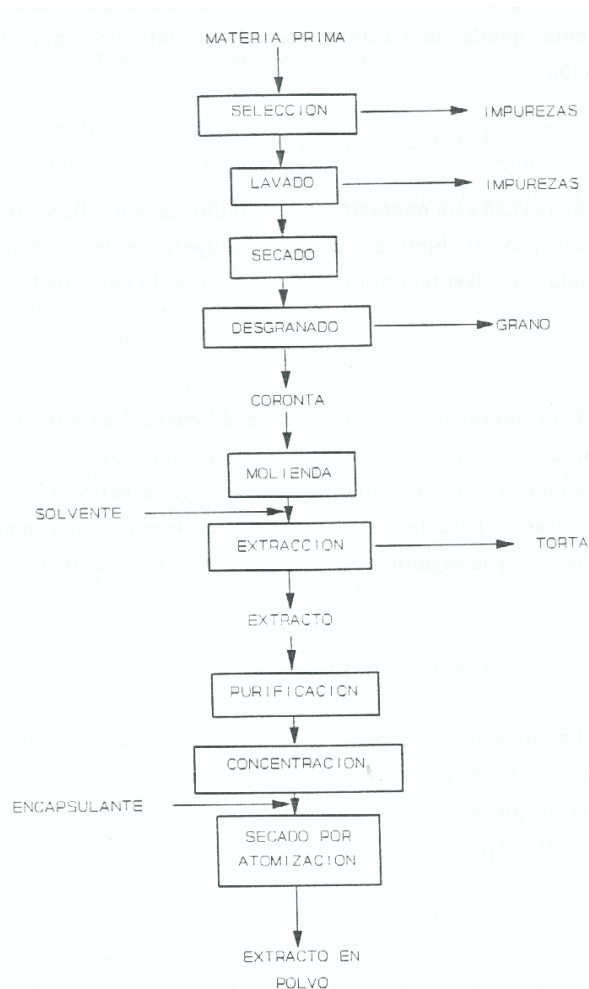 MATERIA PRIMA
SELECCION
IMPUREZAS
LAVADO
IMPUREZAS
SECADO
DESGRANADO
GRANO
CORONTA
MOLIENDA
SOLVENTE
EXTRACCION
TORTA
EXTRACTO
PURIFICACION
CONCENTRACION
ENCAPSULANTE
SECADO POR
ATOMIZACION
EXTRACTO EN
POLVO